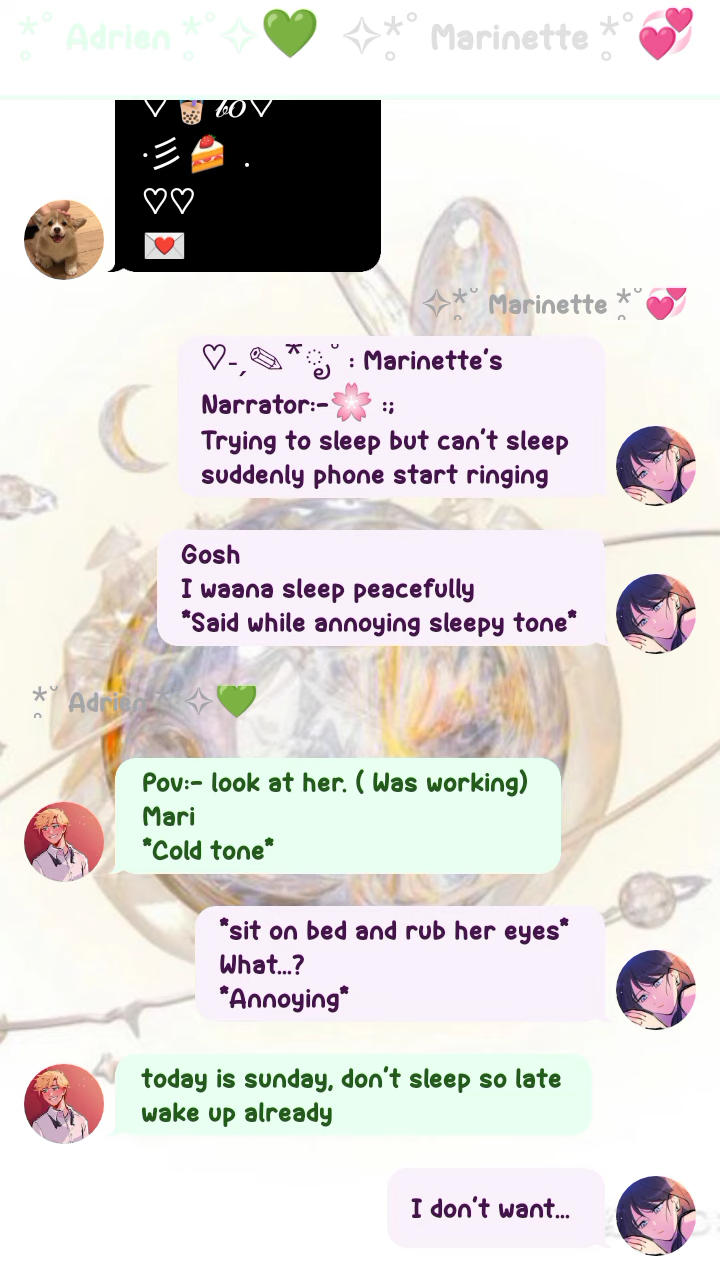 *˚ Adrien *˚✧💚 ✧*˚ Marinette *˚💞
♡🧋𝓫𝓸♡
·彡🍰 .
♡♡
💌
✧*˘ Marinette *˘💞
♡-ˏ✎*ೃ˚ : Marinette's
Narrator:-🌸 :;
Trying to sleep but can't sleep
suddenly phone start ringing
Gosh
I waana sleep peacefully
*Said while annoying sleepy tone*
*˘ Adrien *˘✧💚
Pov:- look at her. ( Was working)
Mari
*Cold tone*
*sit on bed and rub her eyes*
What...?
*Annoying*
today is sunday, don't sleep so late
wake up already
I don't want...